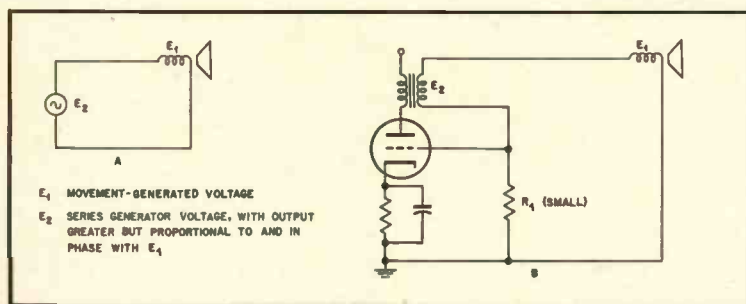 E₁
E₂
A
E₁ MOVEMENT-GENERATED VOLTAGE
E₂ SERIES GENERATOR VOLTAGE, WITH OUTPUT
GREATER BUT PROPORTIONAL TO AND IN
PHASE WITH E₁
E₁
E₂
R₁ (SMALL)
B